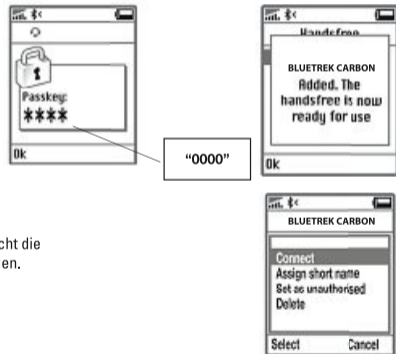 Passkey:
****
Ok
"0000"
Handsfree
BLUETREK CARBON
Added. The
handsfree is now
ready for use
Ok
cht die
en.
BLUETREK CARBON
Connect
Assign short name
Set as unauthorised
Delete
Select Cancel